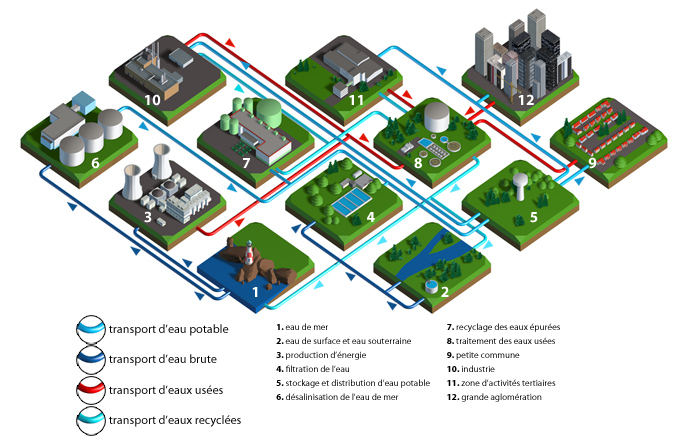 10
11
12
6
7
8
9
3
4
5
1
2
transport d'eau potable
transport d'eau brute
transport d'eaux usées
transport d'eaux recyclées
1. eau de mer
2. eau de surface et eau souterraine
3. production d'énergie
4. filtration de l'eau
5. stockage et distribution d'eau potable
6. désalinisation de l'eau de mer
7. recyclage des eaux épurées
8. traitement des eaux usées
9. petite commune
10. industrie
11. zone d'activités tertiaires
12. grande aglomération